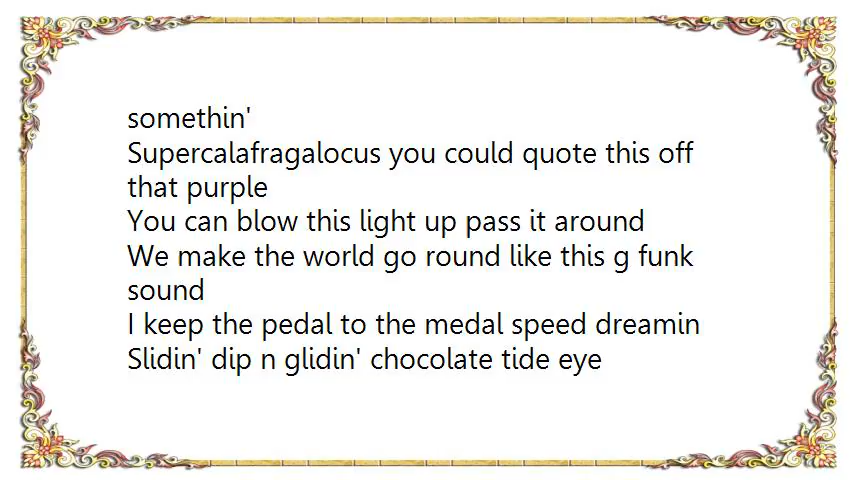 somethin'
Supercalafragalocus you could quote this off
that purple
You can blow this light up pass it around
We make the world go round like this g funk
sound
I keep the pedal to the medal speed dreamin
Slidin' dip n glidin' chocolate tide eye